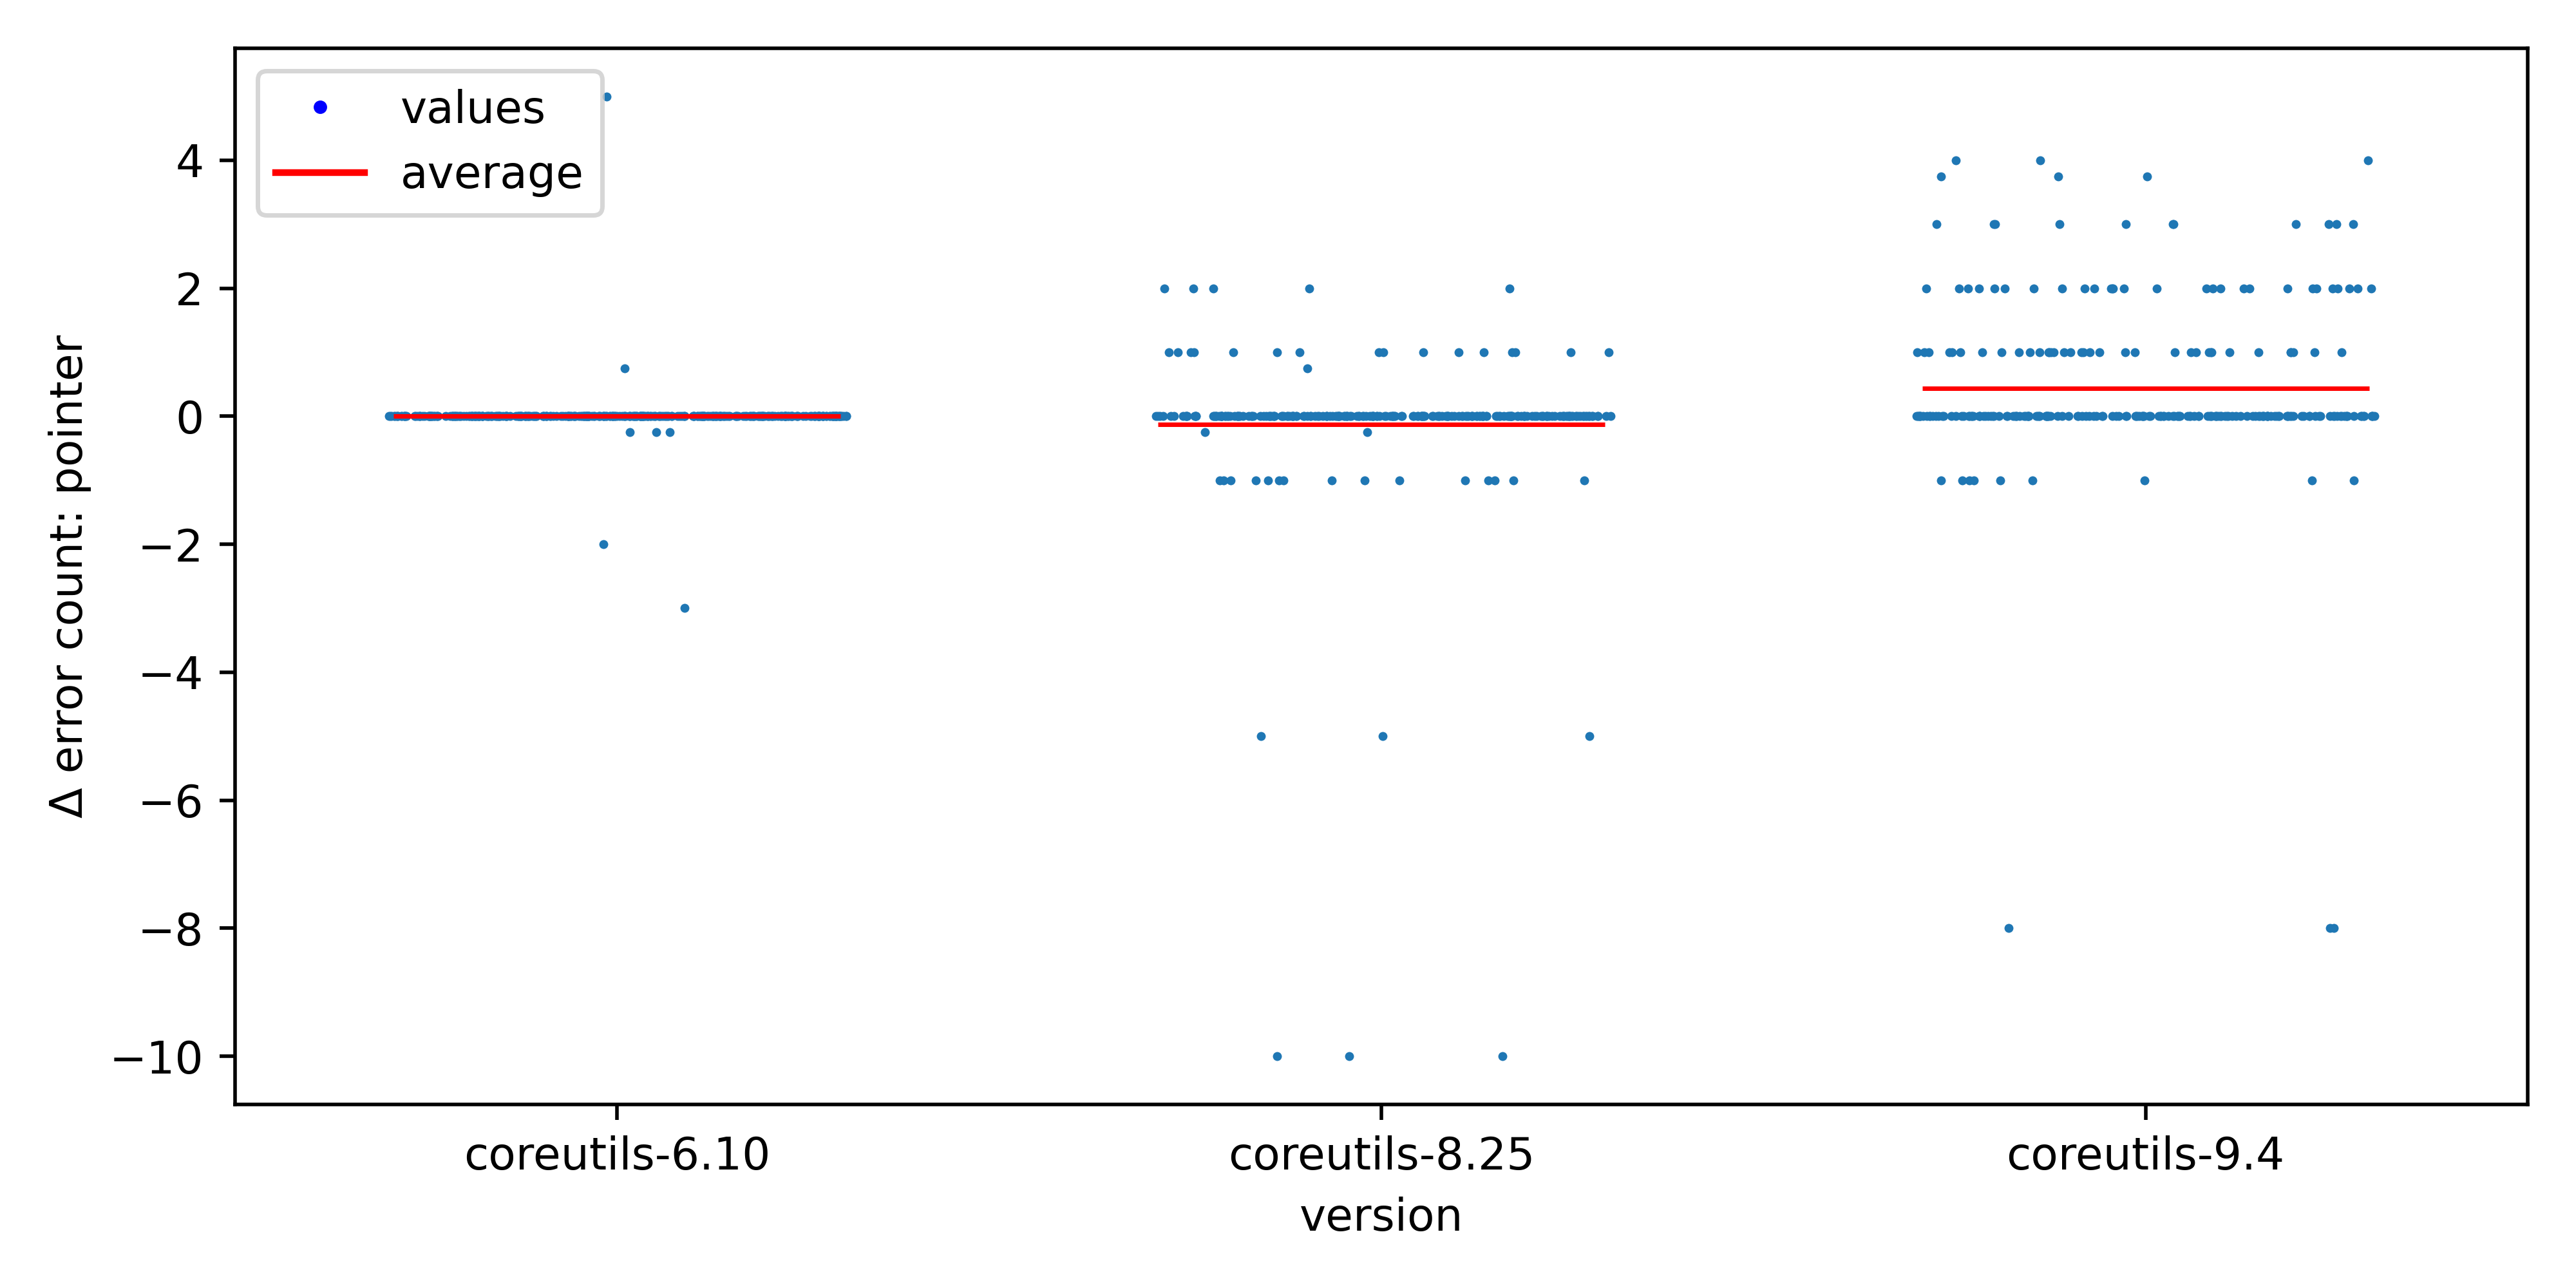 values
average
4
2
0
−2
−4
−6
−8
−10
Δ error count: pointer
coreutils-6.10
coreutils-8.25
coreutils-9.4
version